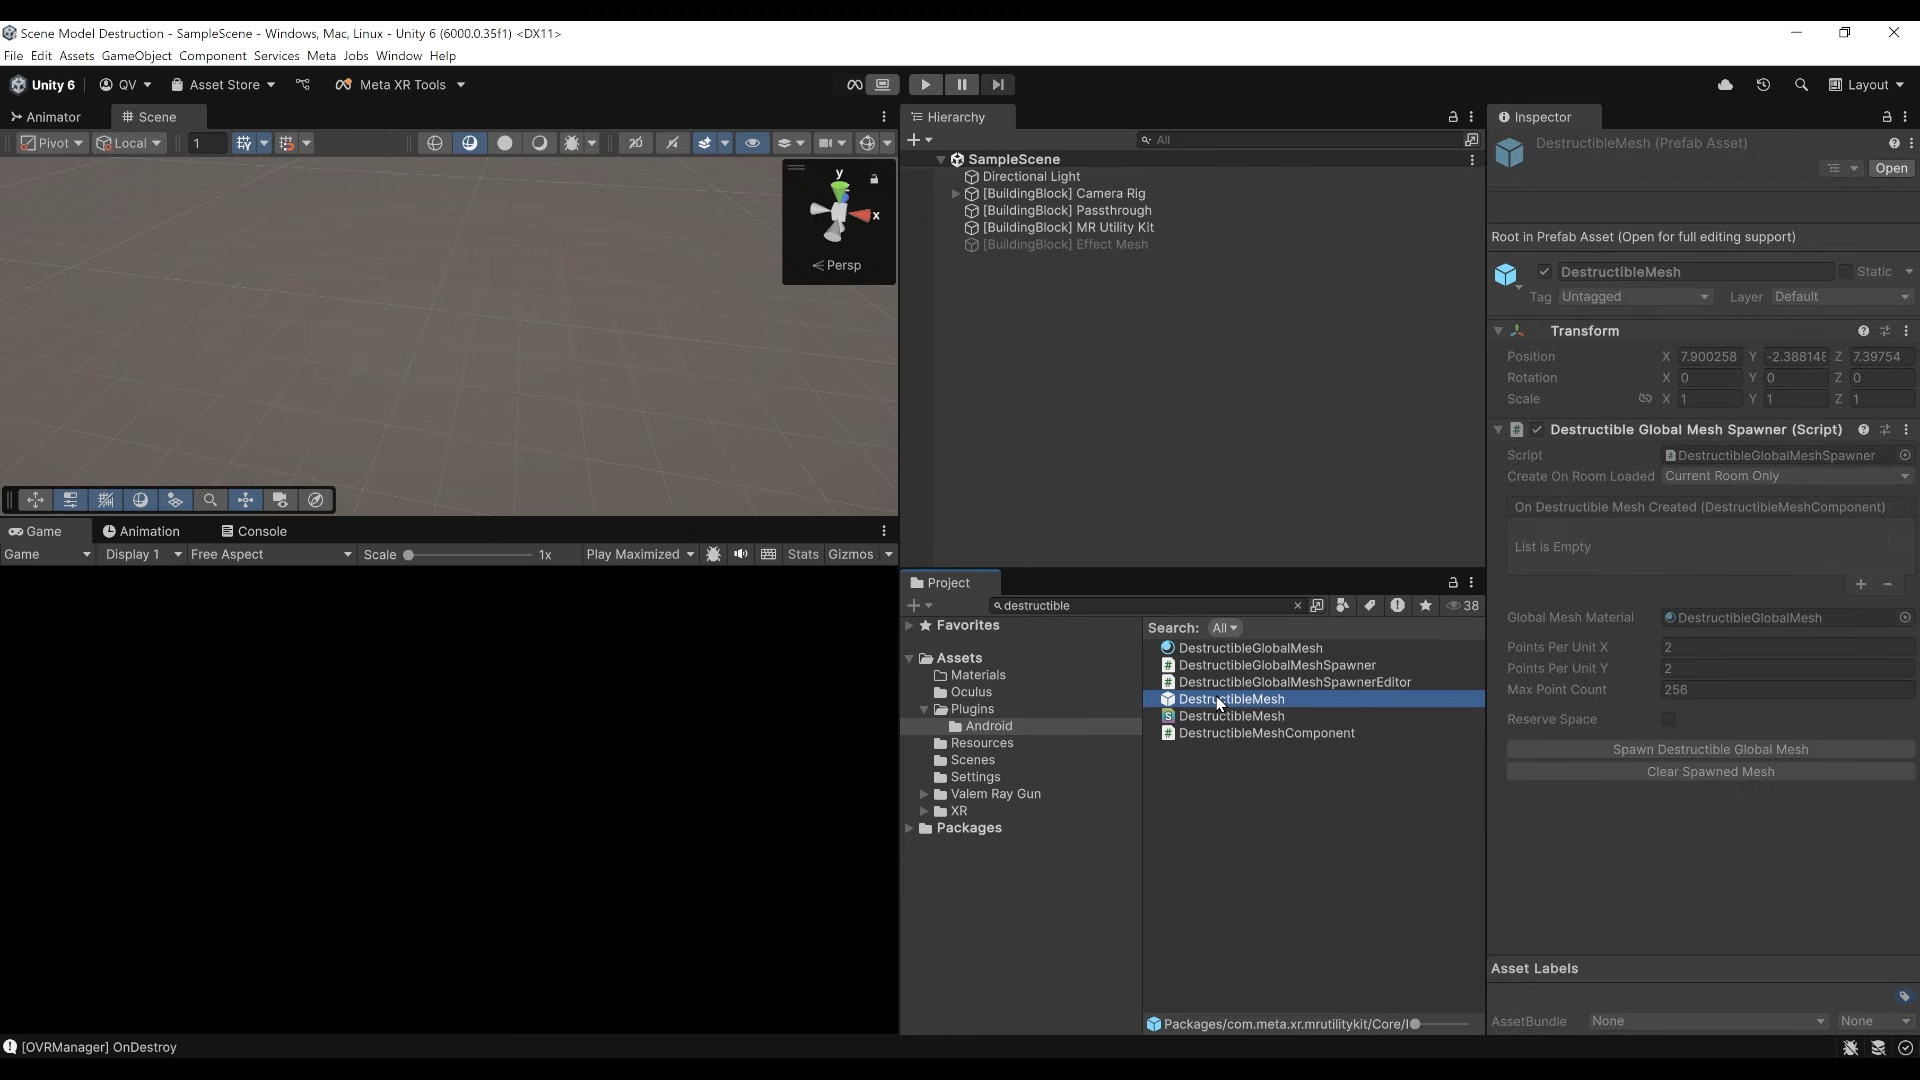 Scene Model Destruction - SampleScene - Windows, Mac, Linux - Unity 6 (6000.0.35f1) <DX11>
File Edit Assets GameObject Component Services Meta Jobs Window Help
Unity 6 QV Asset Store Meta XR Tools Layout
Animator Scene
Pivot Local 1
y
x
Persp
Game Animation Console
Game Display 1 Free Aspect Scale 1x Play Maximized Stats Gizmos
Hierarchy
All
SampleScene
Directional Light
[BuildingBlock] Camera Rig
[BuildingBlock] Passthrough
[BuildingBlock] MR Utility Kit
[BuildingBlock] Effect Mesh
Project
destructible 38
Favorites
Assets
Materials
Oculus
Plugins
Android
Resources
Scenes
Settings
Valem Ray Gun
XR
Packages
Search: All
DestructibleGlobalMesh
DestructibleGlobalMeshSpawner
DestructibleGlobalMeshSpawnerEditor
DestructibleMesh
DestructibleMesh
DestructibleMeshComponent
Packages/com.meta.xr.mrutilitykit/Core/
Inspector
DestructibleMesh (Prefab Asset)
Open
Root in Prefab Asset (Open for full editing support)
DestructibleMesh Static
Tag Untagged Layer Default
Transform
Position X 7.900258 Y -2.388148 Z 7.39754
Rotation X 0 Y 0 Z 0
Scale X 1 Y 1 Z 1
Destructible Global Mesh Spawner (Script)
Script DestructibleGlobalMeshSpawner
Create On Room Loaded Current Room Only
On Destructible Mesh Created (DestructibleMeshComponent)
List is Empty
Global Mesh Material DestructibleGlobalMesh
Points Per Unit X 2
Points Per Unit Y 2
Max Point Count 256
Reserve Space
Spawn Destructible Global Mesh
Clear Spawned Mesh
Asset Labels
AssetBundle None None
[OVRManager] OnDestroy